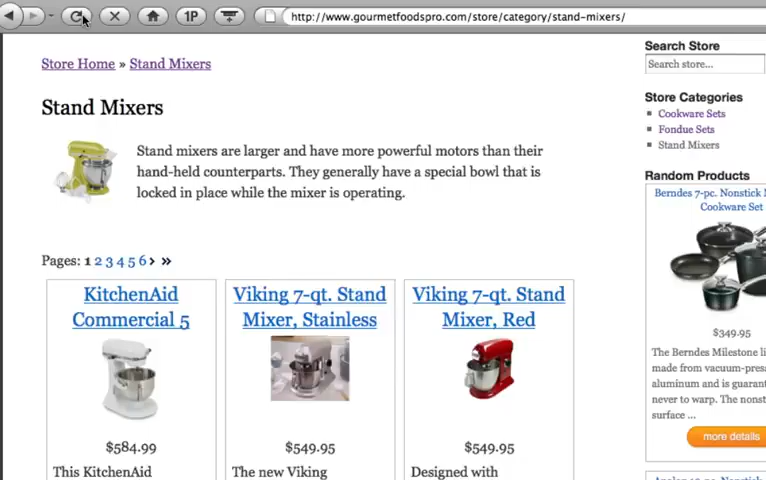 1P
http://www.gourmetfoodspro.com/store/category/stand-mixers/
Store Home » Stand Mixers
Stand Mixers
Stand mixers are larger and have more powerful motors than their
hand-held counterparts. They generally have a special bowl that is
locked in place while the mixer is operating.
Pages: 1 2 3 4 5 6 › »
KitchenAid
Commercial 5
$584.99
This KitchenAid
Viking 7-qt. Stand
Mixer, Stainless
$549.95
The new Viking
Viking 7-qt. Stand
Mixer, Red
$549.95
Designed with
Search Store
Search store...
Store Categories
Cookware Sets
Fondue Sets
Stand Mixers
Random Products
Berndes 7-pc. Nonstick
Cookware Set
$349.95
The Berndes Milestone li
made from vacuum-pres
aluminum and is guaran
never to warp. The nonst
surface ...
more details